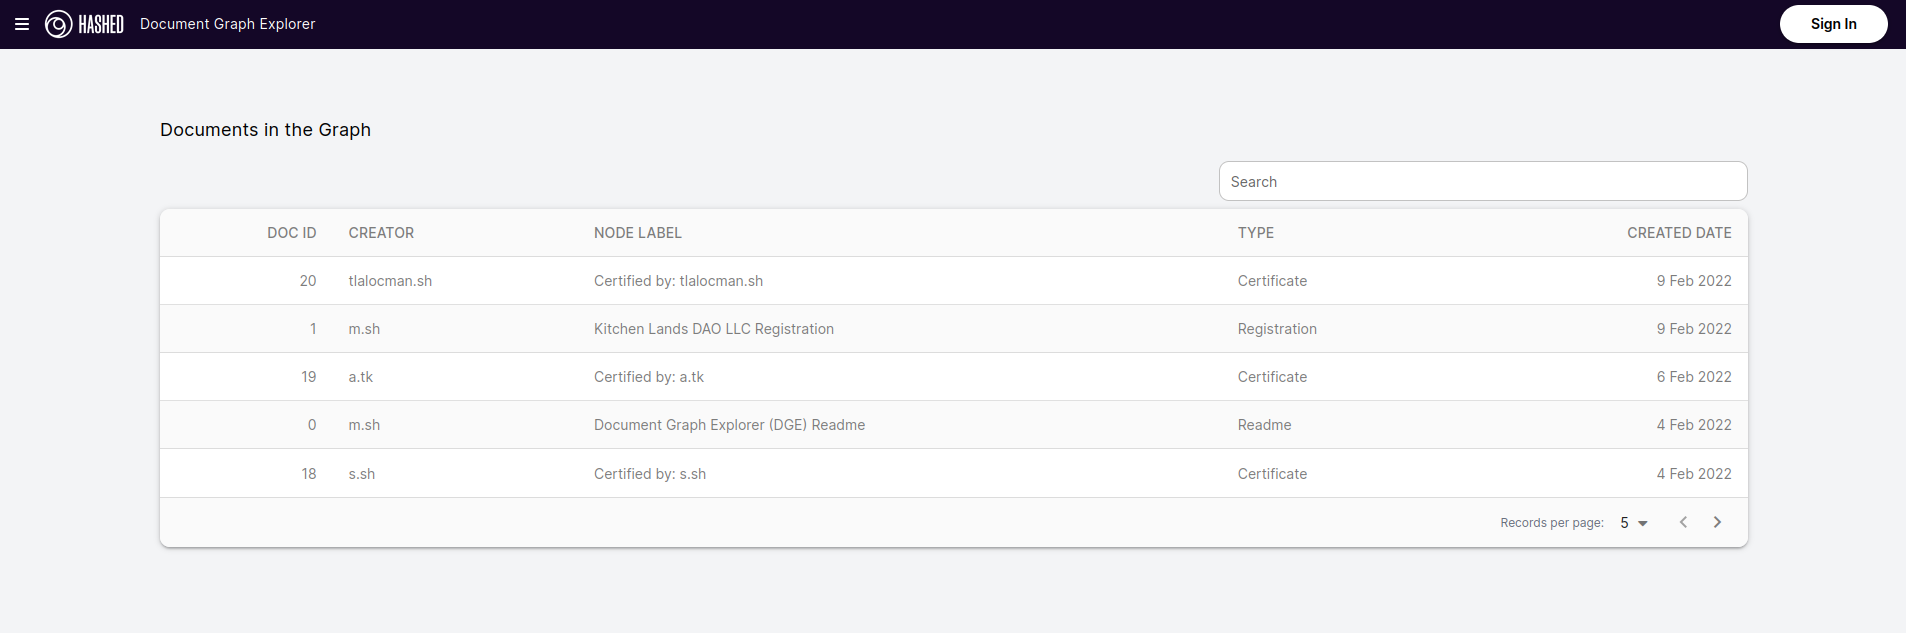 HASHED Document Graph Explorer Sign In
Documents in the Graph
Search
DOC ID CREATOR NODE LABEL TYPE CREATED DATE
20 tlalocman.sh Certified by: tlalocman.sh Certificate 9 Feb 2022
1 m.sh Kitchen Lands DAO LLC Registration Registration 9 Feb 2022
19 a.tk Certified by: a.tk Certificate 6 Feb 2022
0 m.sh Document Graph Explorer (DGE) Readme Readme 4 Feb 2022
18 s.sh Certified by: s.sh Certificate 4 Feb 2022
Records per page: 5